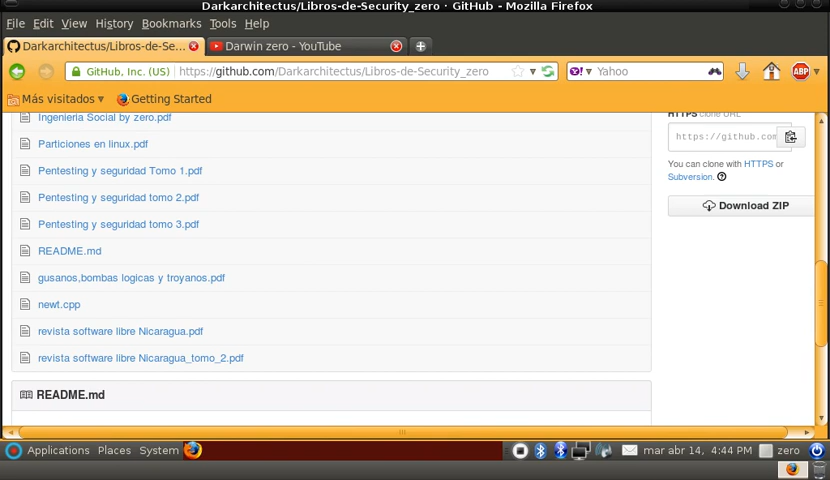 Darkarchitectus/Libros-de-Security_zero · GitHub - Mozilla Firefox
File Edit View History Bookmarks Tools Help
Darkarchitectus/Libros-de-Se... Darwin zero - YouTube
GitHub, Inc. (US) https://github.com/Darkarchitectus/Libros-de-Security_zero Y! Yahoo ABP
Más visitados Getting Started
Ingenieria Social by zero.pdf
Particiones en linux.pdf
Pentesting y seguridad Tomo 1.pdf
Pentesting y seguridad tomo 2.pdf
Pentesting y seguridad tomo 3.pdf
README.md
gusanos,bombas logicas y troyanos.pdf
newt.cpp
revista software libre Nicaragua.pdf
revista software libre Nicaragua_tomo_2.pdf
README.md
HTTPS clone URL
https://github.com
You can clone with HTTPS or
Subversion.
Download ZIP
Applications Places System mar abr 14, 4:44 PM zero